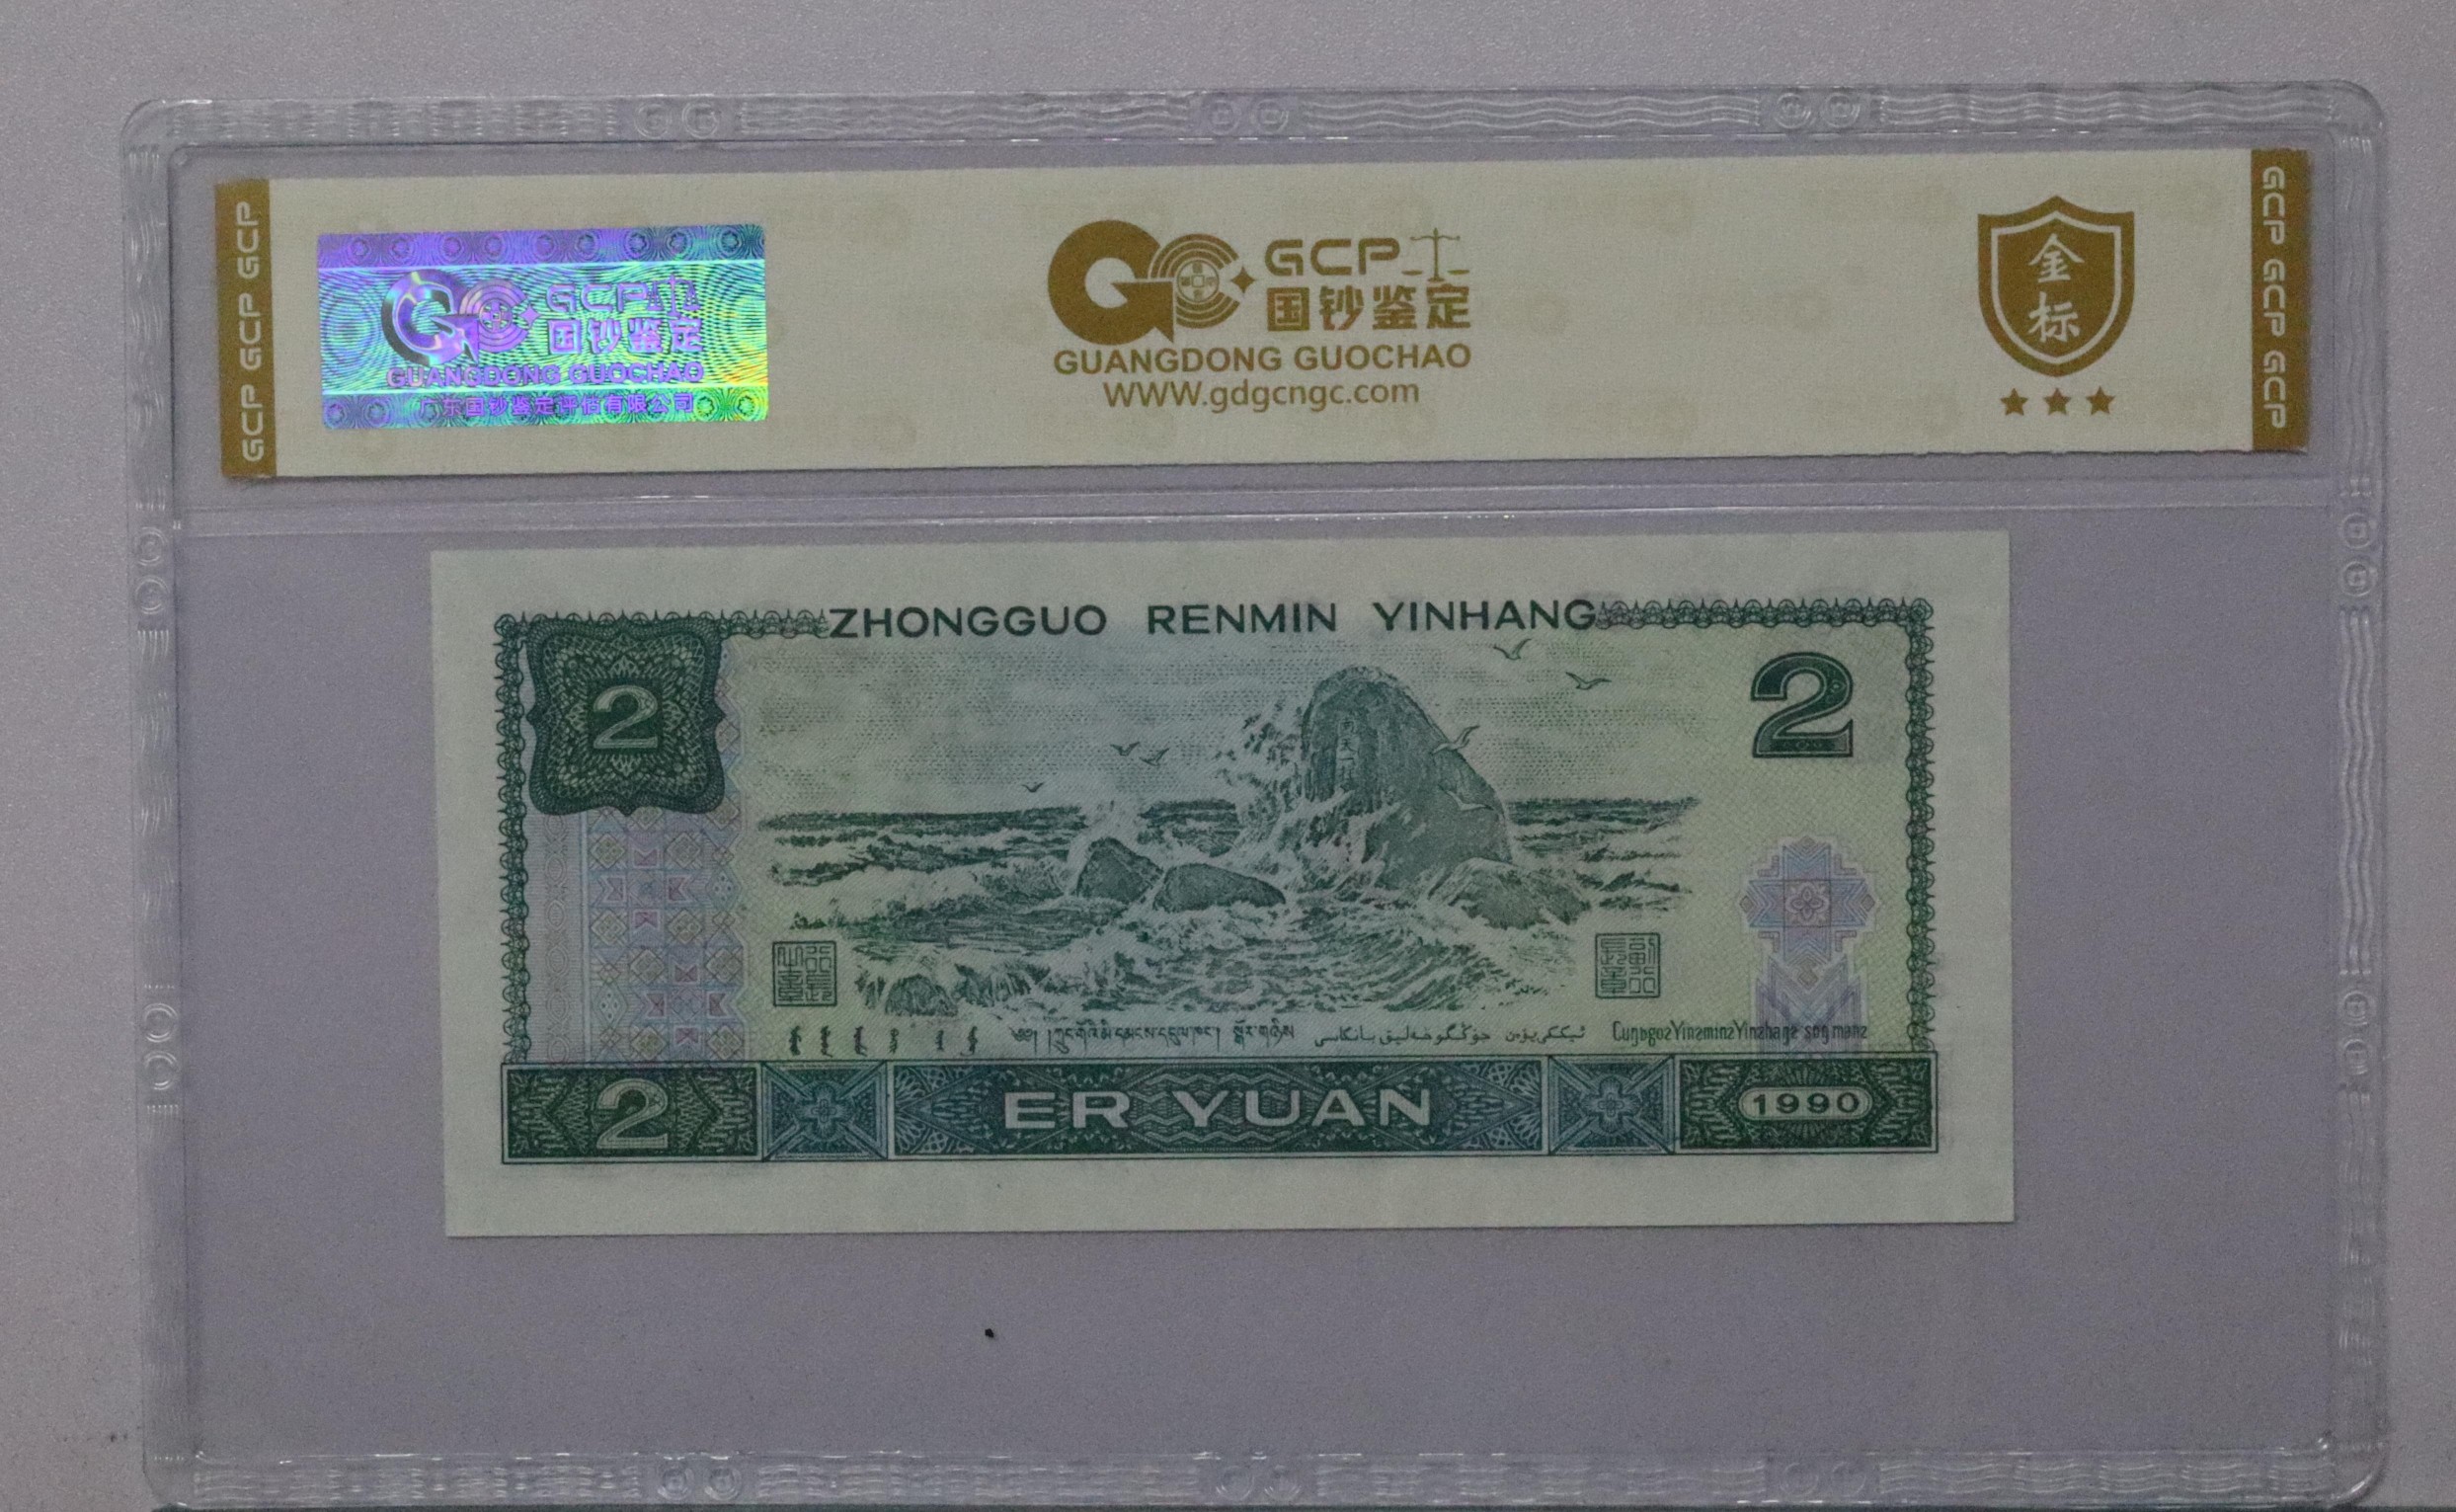 GCP GCP GCP
GCP
国钞鉴定
GUANGDONG GUOCHAO
广东国钞鉴定评估有限公司
GCP
国钞鉴定
GUANGDONG GUOCHAO
WWW.gdgcngc.com
金
标
GCP GCP GCP
ZHONGGUO RENMIN YINHANG
2
2
2
ER YUAN
1990